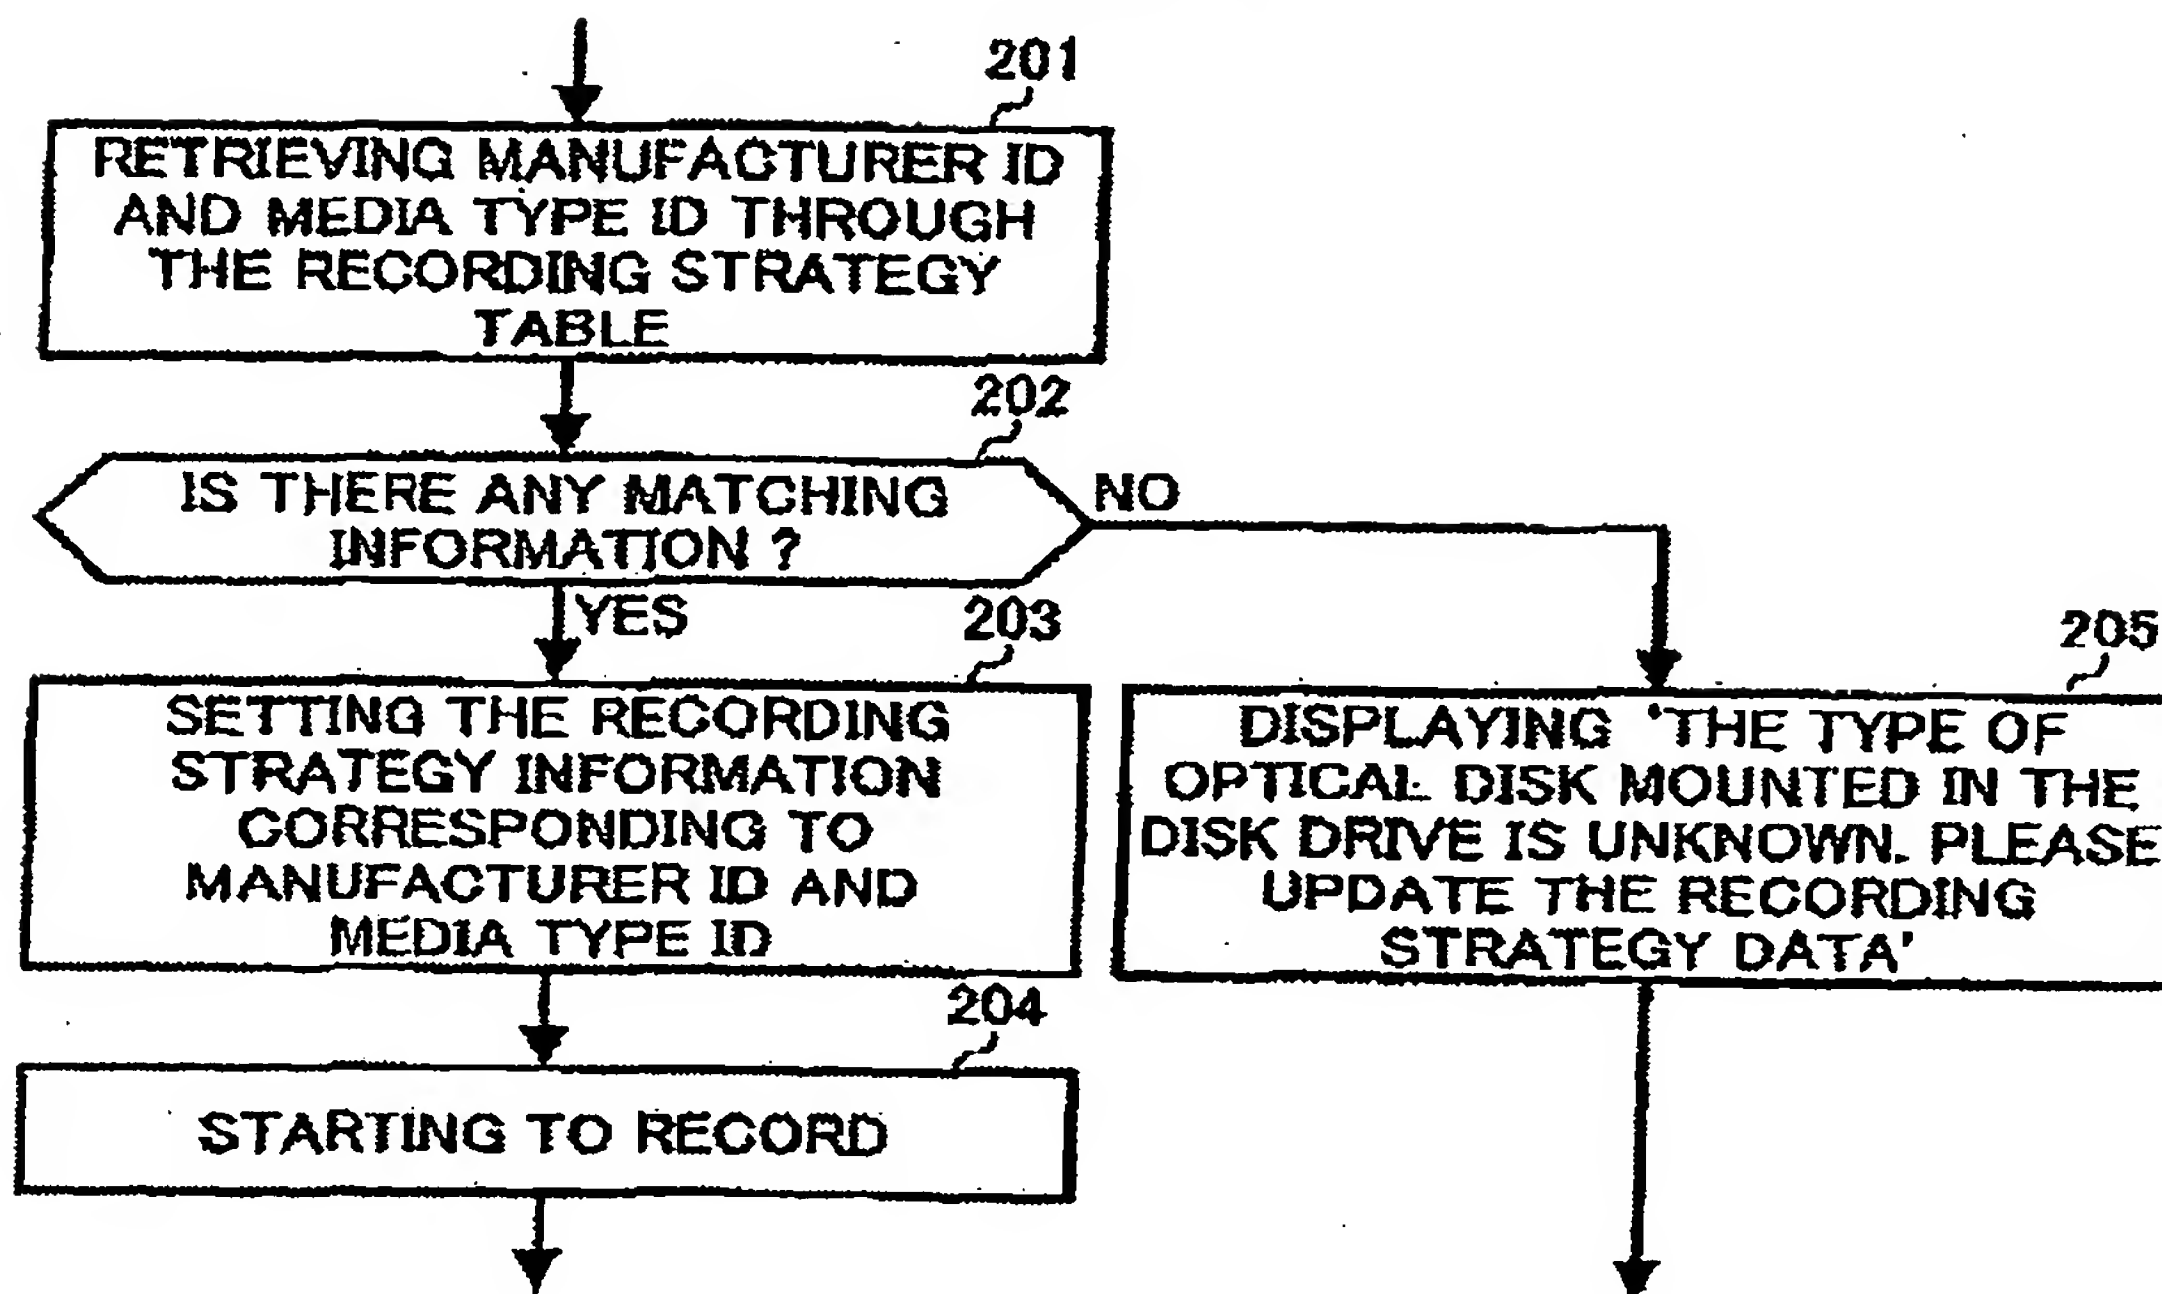 201
RETRIEVING MANUFACTURER ID
AND MEDIA TYPE ID THROUGH
THE RECORDING STRATEGY
TABLE
202
IS THERE ANY MATCHING
INFORMATION ?
NO
YES
203
SETTING THE RECORDING
STRATEGY INFORMATION
CORRESPONDING TO
MANUFACTURER ID AND
MEDIA TYPE ID
205
DISPLAYING 'THE TYPE OF
OPTICAL DISK MOUNTED IN THE
DISK DRIVE IS UNKNOWN. PLEASE
UPDATE THE RECORDING
STRATEGY DATA'
204
STARTING TO RECORD